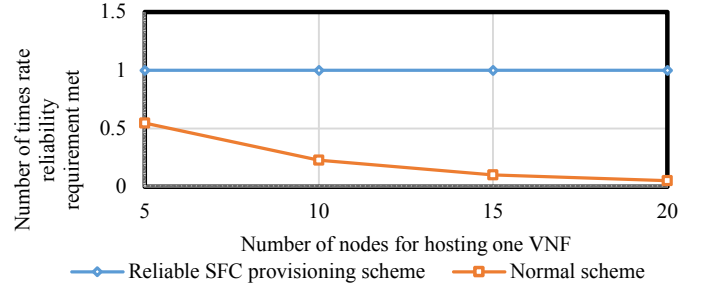 1.5
1
0.5
0
Number of times rate
reliability
requirement met
5 10 15 20
Number of nodes for hosting one VNF
Reliable SFC provisioning scheme Normal scheme